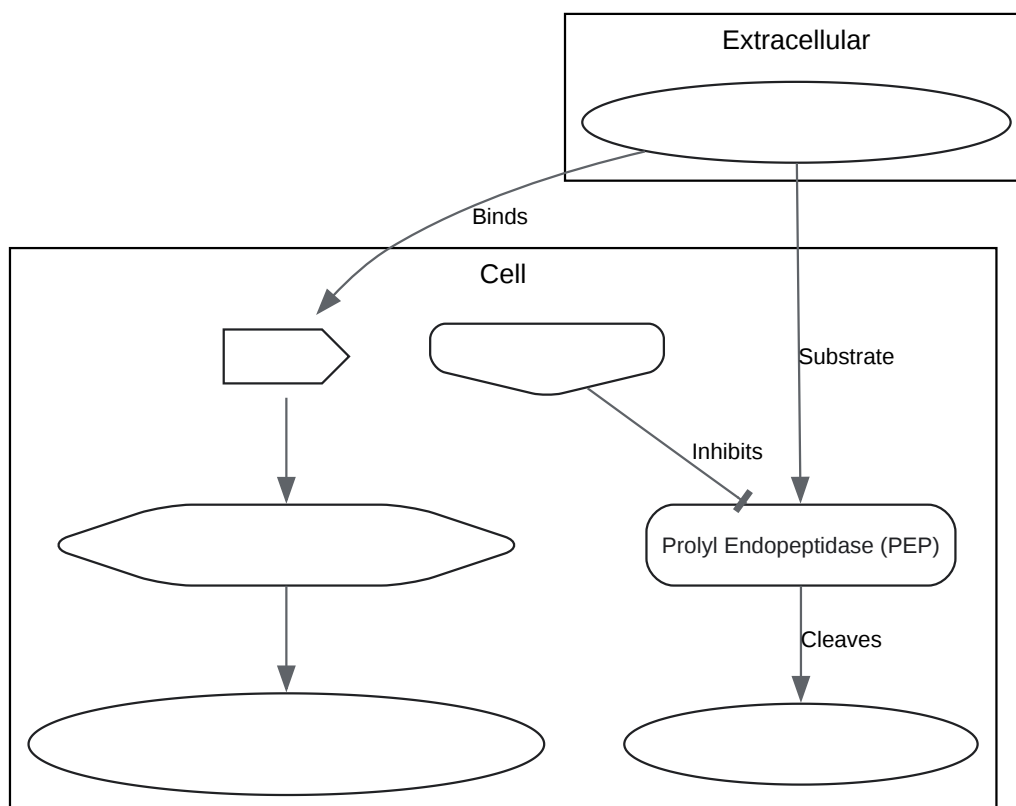 Extracellular
Binds
Cell
Substrate
Inhibits
Prolyl Endopeptidase (PEP)
Cleaves